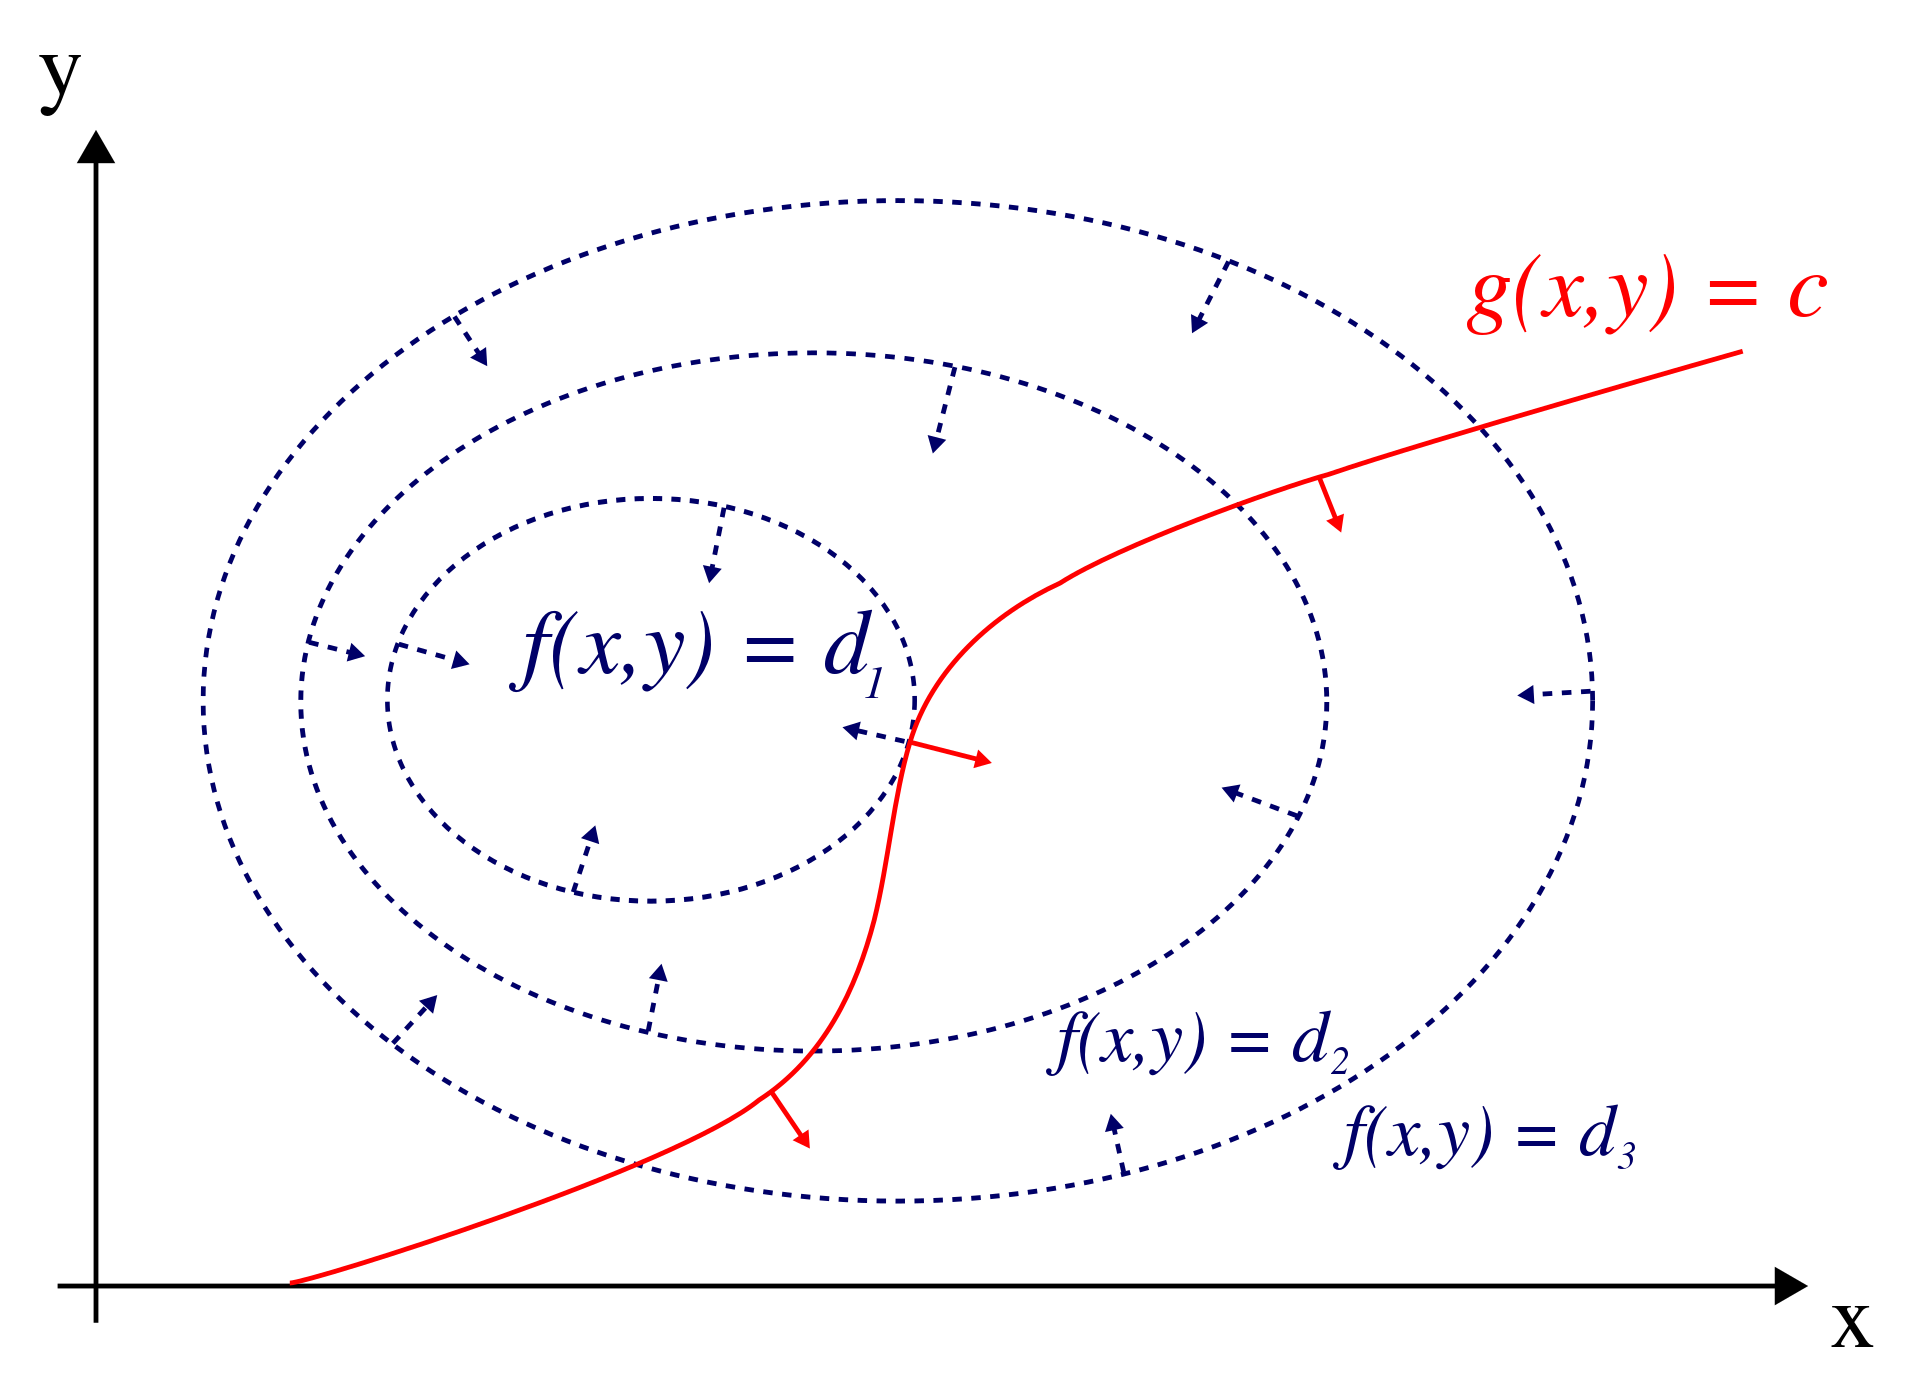 y
g(x,y) = c
f(x,y) = d₁
f(x,y) = d₂
f(x,y) = d₃
x